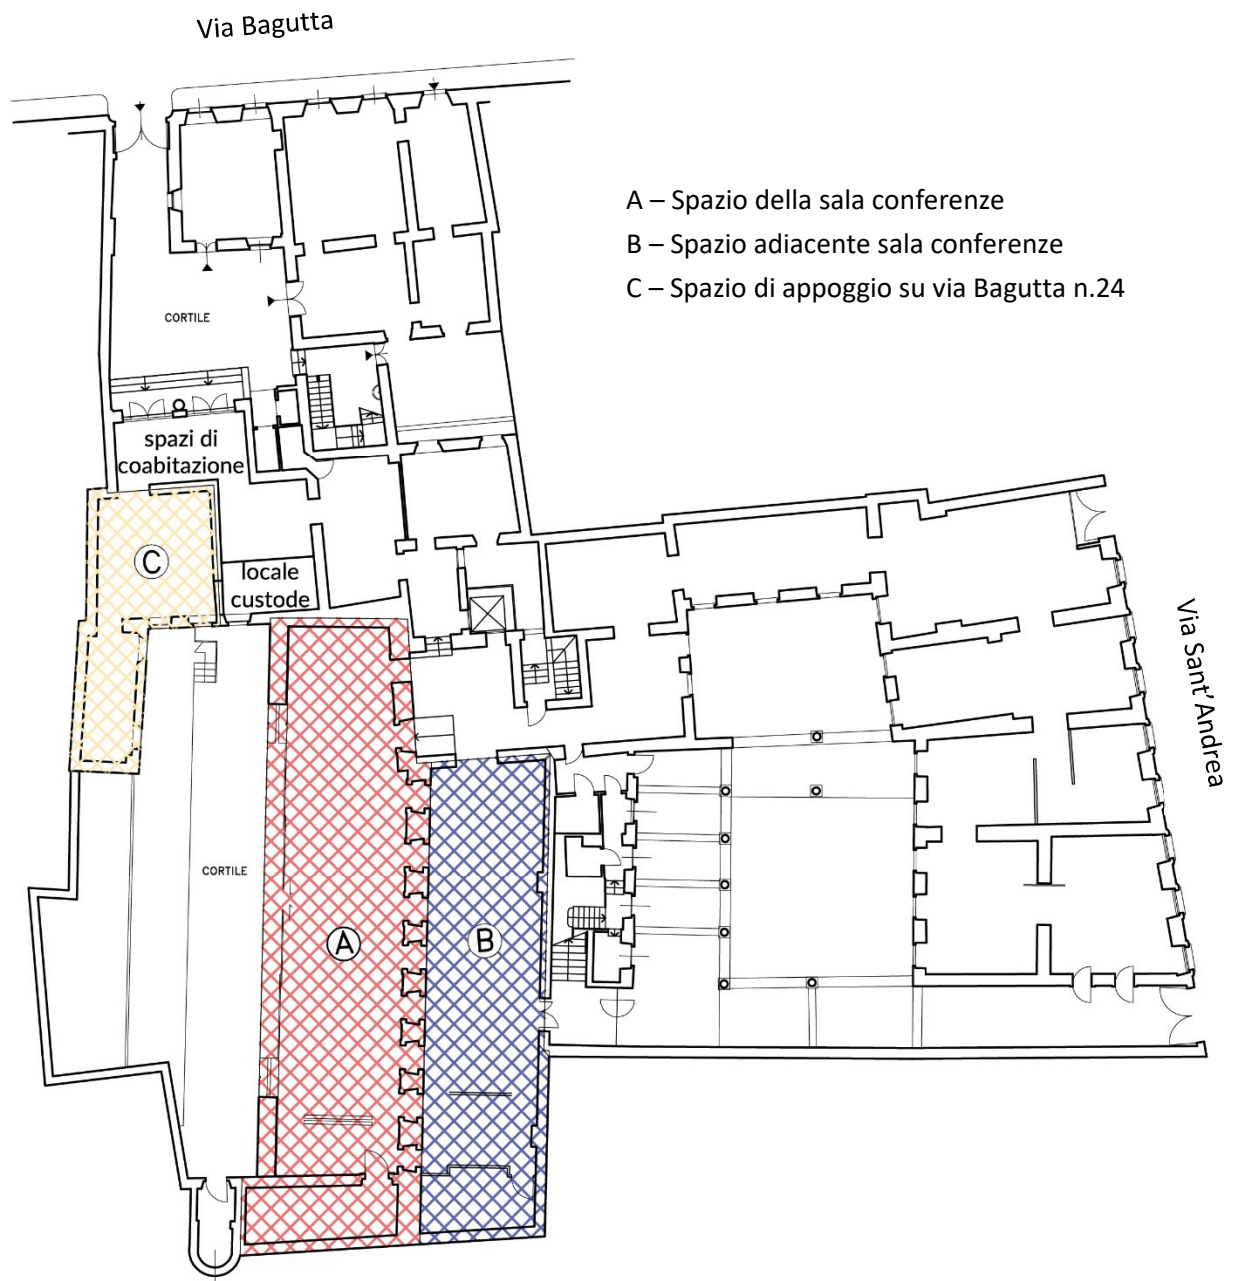 Via Bagutta
A – Spazio della sala conferenze
B – Spazio adiacente sala conferenze
C – Spazio di appoggio su via Bagutta n.24
CORTILE
spazi di
coabitazione
C
locale
custode
Via Sant’Andrea
CORTILE
A
B